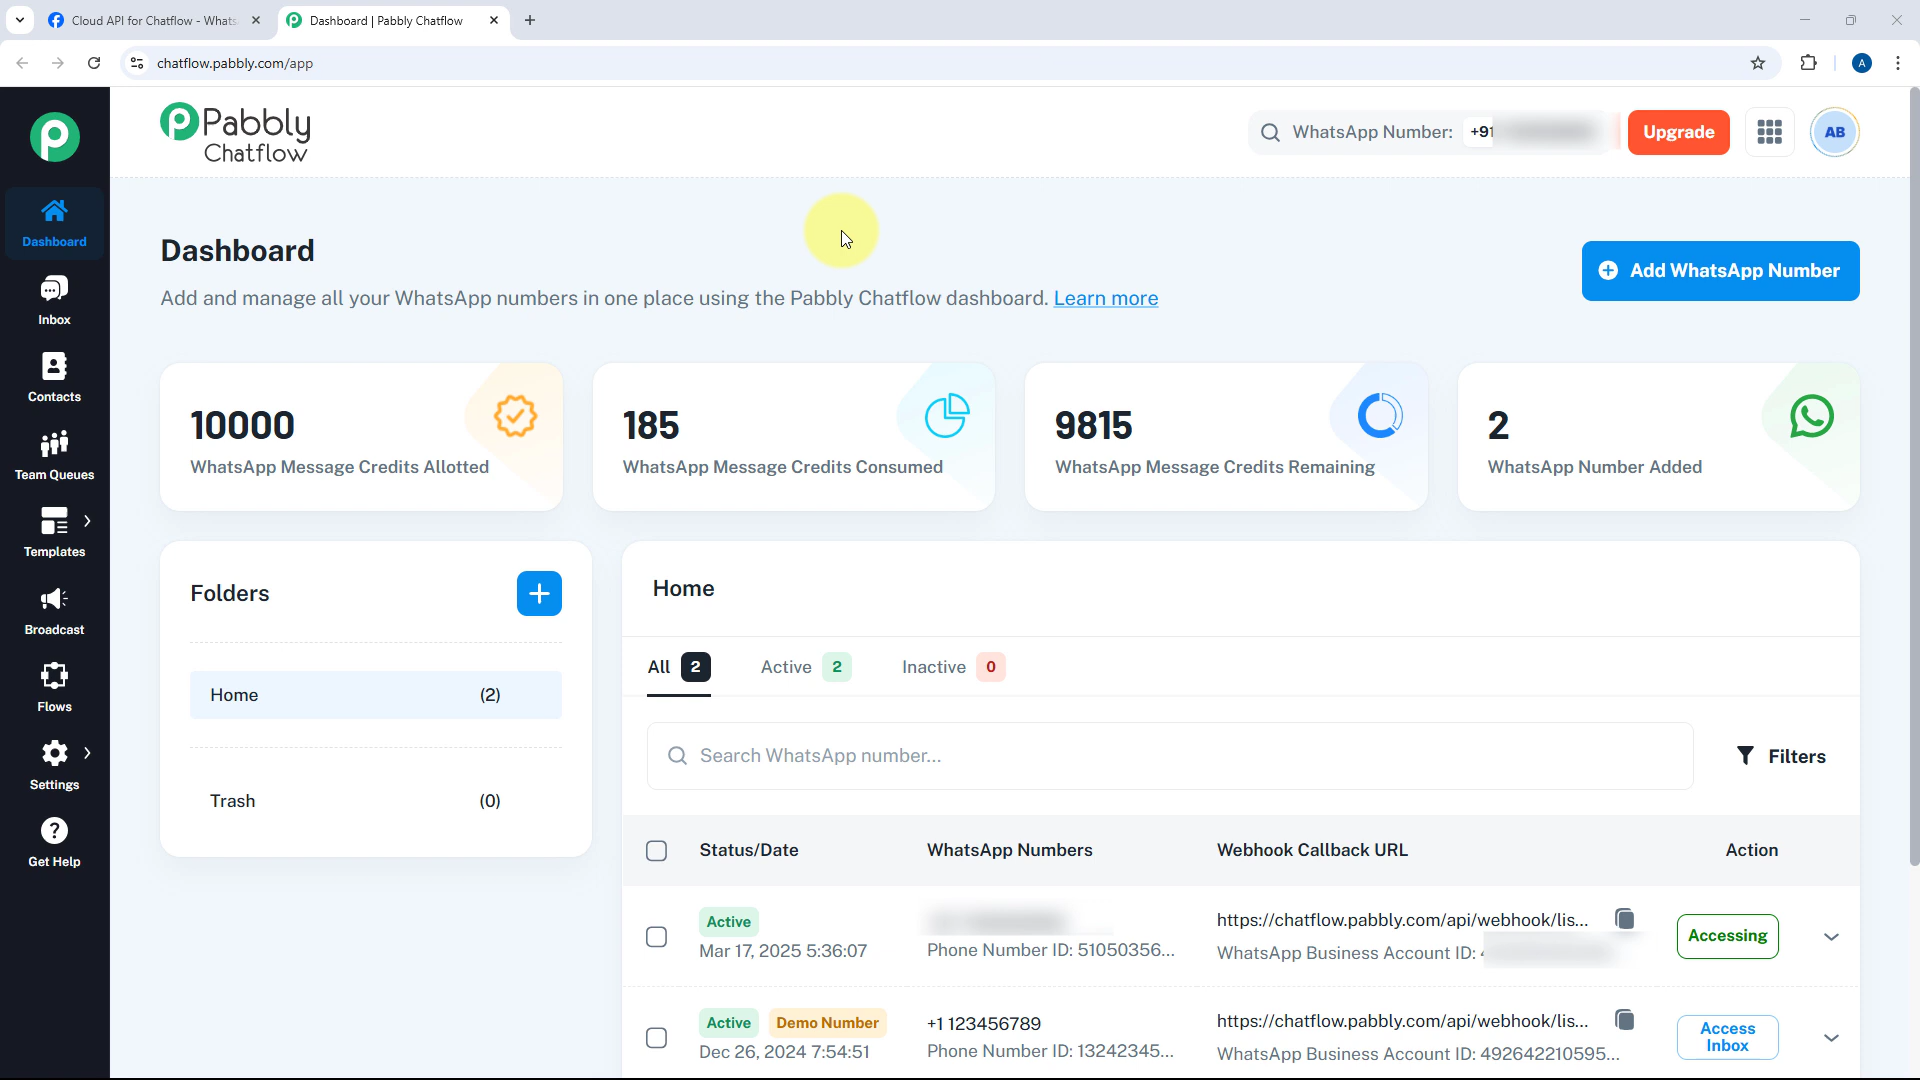 Cloud API for Chatflow - Whats
Dashboard | Pabbly Chatflow
chatflow.pabbly.com/app
A
Pabbly
Chatflow
WhatsApp Number: +91
Upgrade
AB
Dashboard
Inbox
Contacts
Team Queues
Templates
Broadcast
Flows
Settings
Get Help
Dashboard
Add and manage all your WhatsApp numbers in one place using the Pabbly Chatflow dashboard. Learn more
Add WhatsApp Number
10000
WhatsApp Message Credits Allotted
185
WhatsApp Message Credits Consumed
9815
WhatsApp Message Credits Remaining
2
WhatsApp Number Added
Folders
Home (2)
Trash (0)
Home
All 2 Active 2 Inactive 0
Search WhatsApp number...
Filters
Status/Date WhatsApp Numbers Webhook Callback URL Action
Active
Mar 17, 2025 5:36:07
Phone Number ID: 51050356...
https://chatflow.pabbly.com/api/webhook/lis...
WhatsApp Business Account ID:
Accessing
Active Demo Number
Dec 26, 2024 7:54:51
+1 123456789
Phone Number ID: 13242345...
https://chatflow.pabbly.com/api/webhook/lis...
WhatsApp Business Account ID: 492642210595...
Access
Inbox